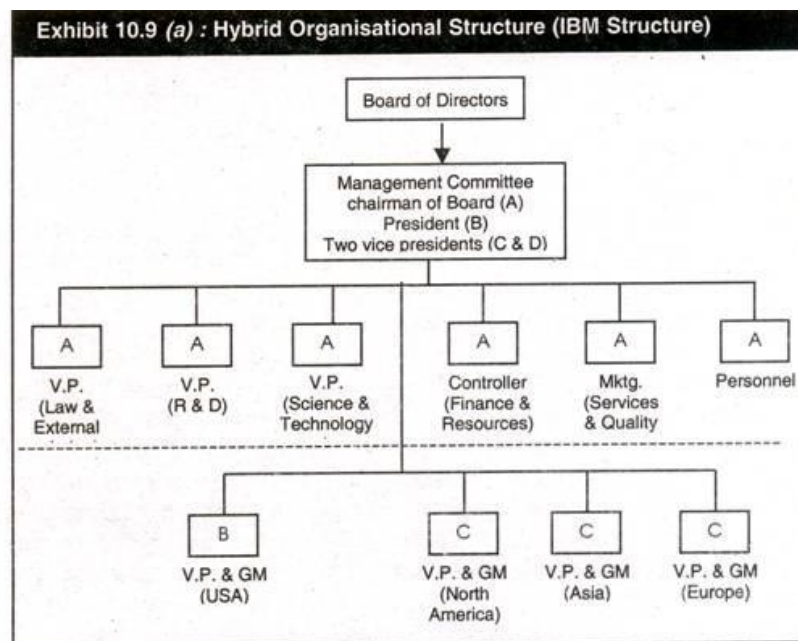 Exhibit 10.9 (a) : Hybrid Organisational Structure (IBM Structure)
Board of Directors
Management Committee
chairman of Board (A)
President (B)
Two vice presidents (C & D)
A
A
A
A
A
A
V.P.
(Law &
External
V.P.
(R & D)
V.P.
(Science &
Technology
Controller
(Finance &
Resources)
Mktg.
(Services
& Quality
Personnel
B
C
C
C
V.P. & GM
(USA)
V.P. & GM
(North
America)
V.P. & GM
(Asia)
V.P. & GM
(Europe)